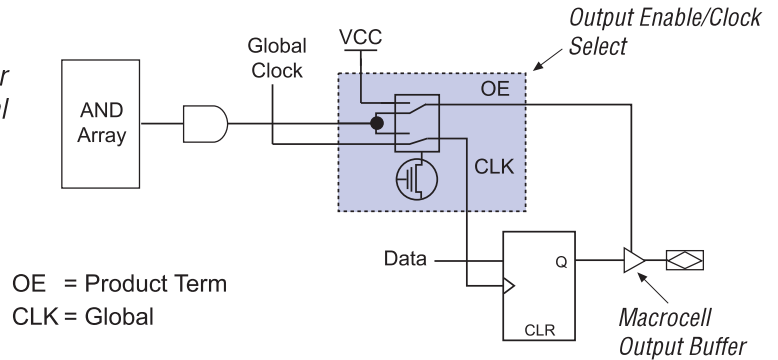 Output Enable/Clock
Select
VCC
Global
Clock
r
l
AND
Array
OE
CLK
Data
Q
CLR
OE = Product Term
CLK = Global
Macrocell
Output Buffer